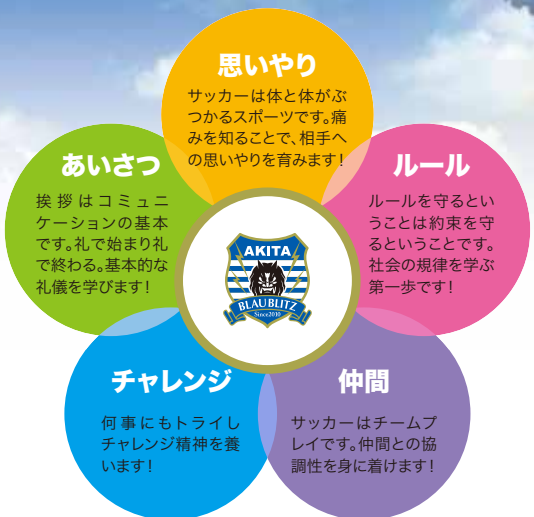 思いやり
サッカーは体と体がぶ
つかるスポーツです。痛
みを知ることで、相手へ
の思いやりを育みます!
あいさつ
挨拶はコミュニ
ケーションの基本
です。礼で始まり礼
で終わる。基本的な
礼儀を学びます!
ルール
ルールを守るとい
うことは約束を守
るということです。
社会の規律を学ぶ
第一歩です!
AKITA
BLAUBLITZ
Since2010
チャレンジ
何事にもトライし
チャレンジ精神を養
います!
仲間
サッカーはチームプ
レイです。仲間との協
調性を身に着けます!